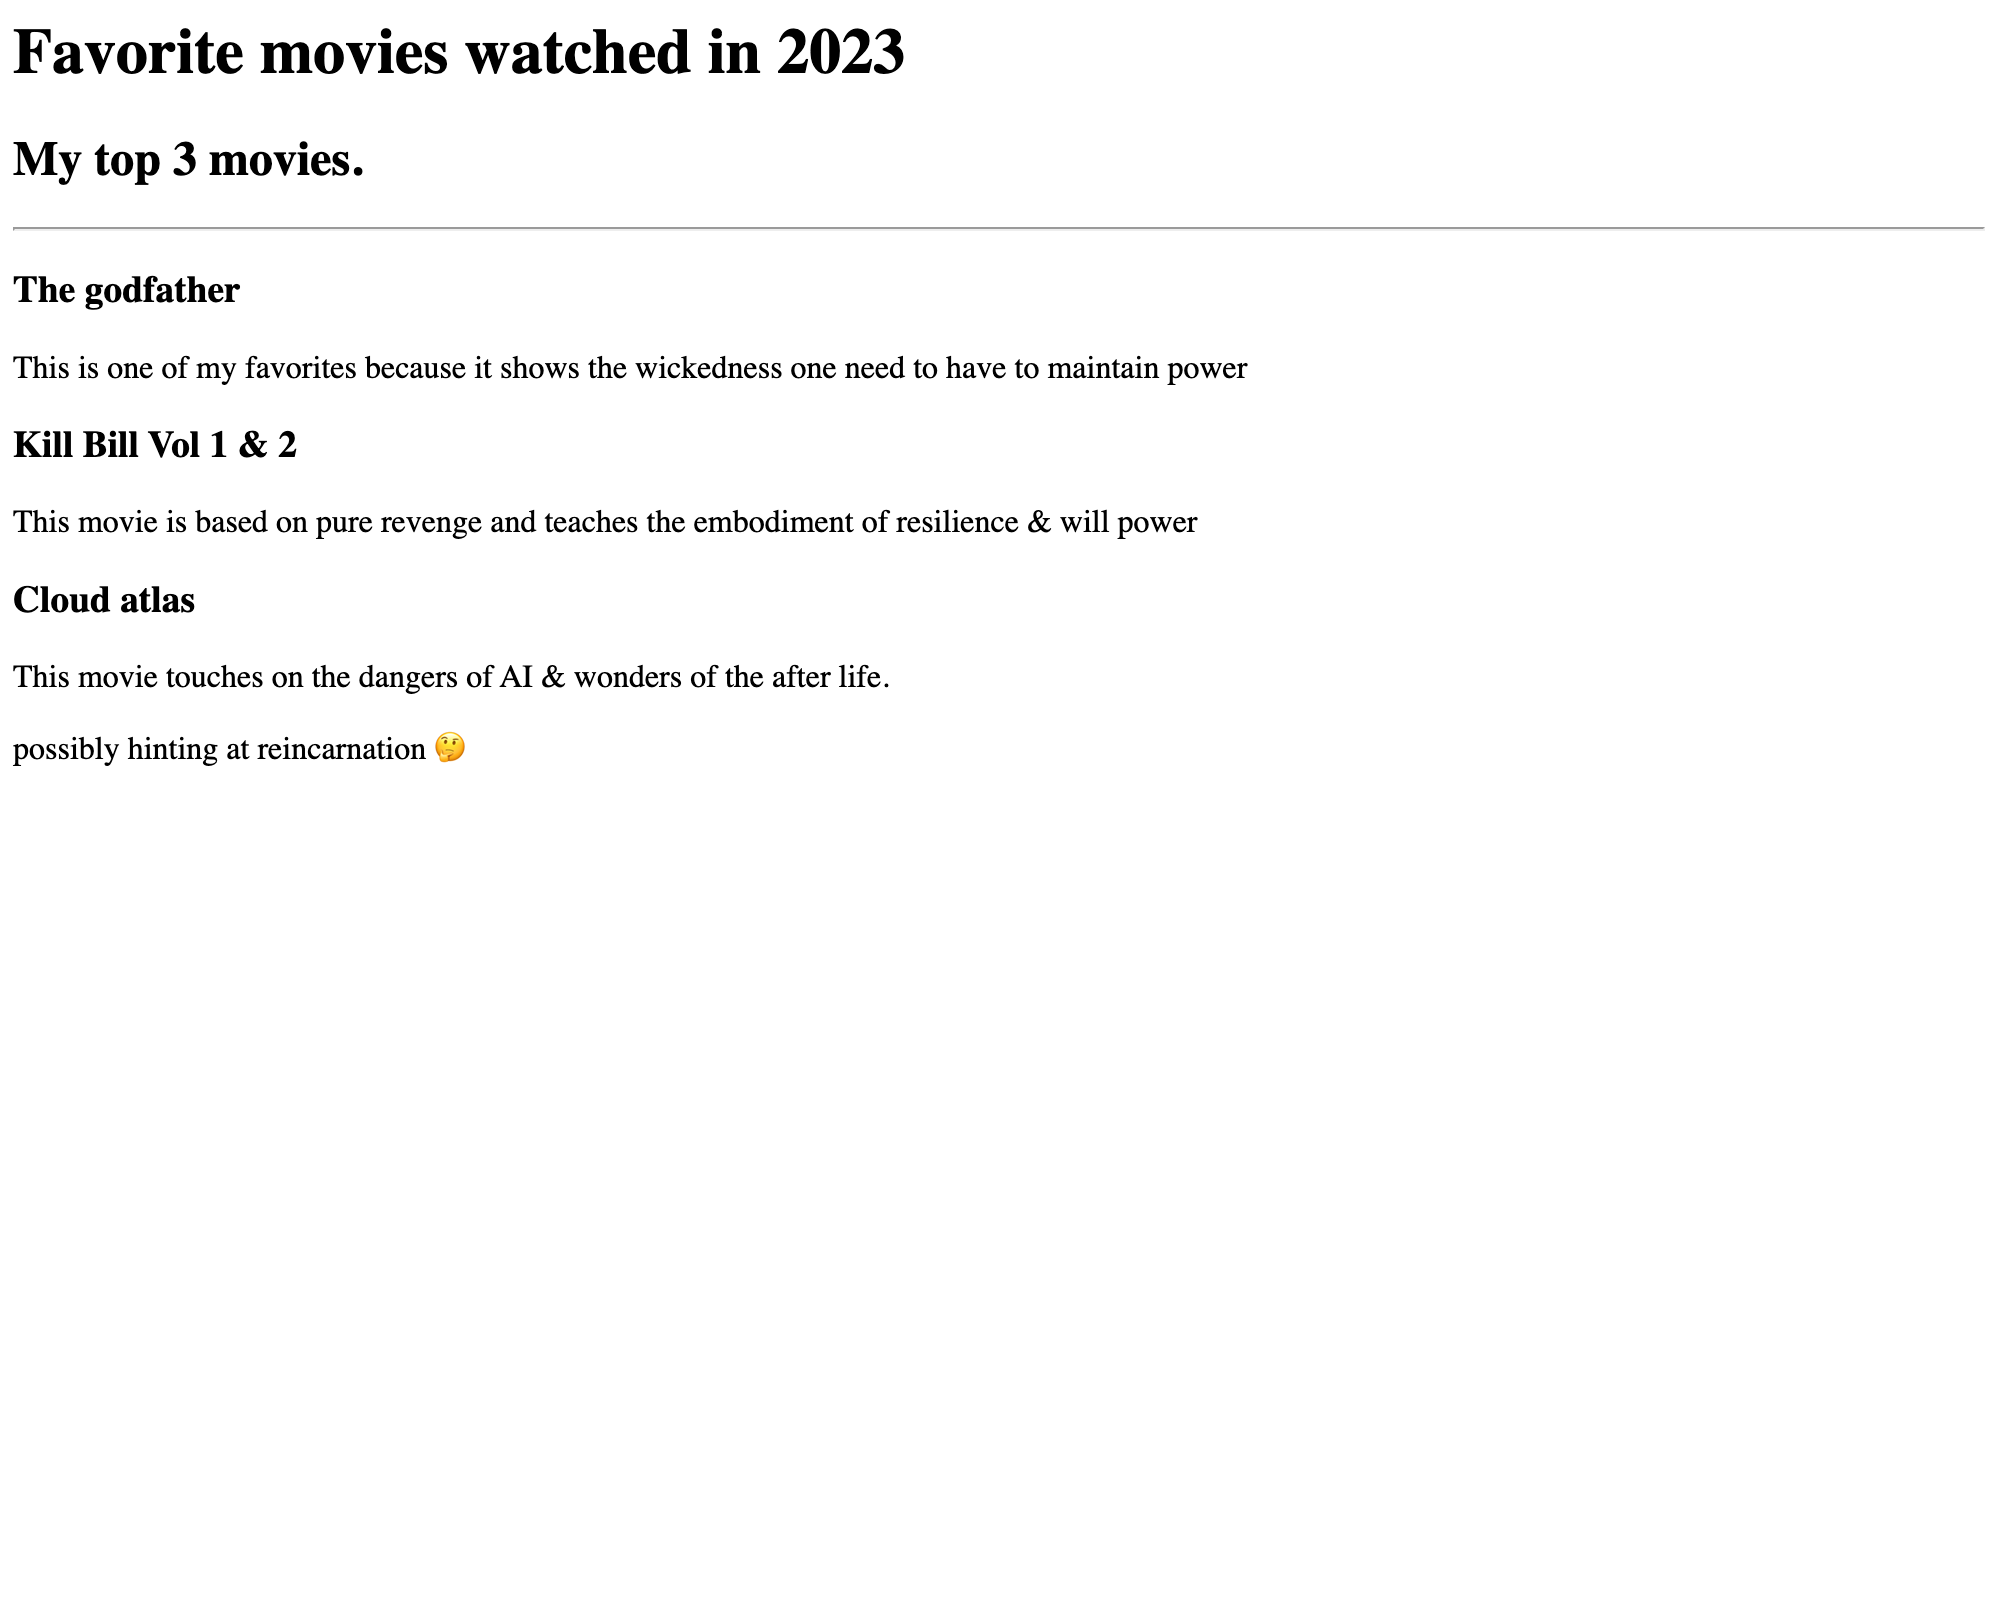 Favorite movies watched in 2023
My top 3 movies.
The godfather
This is one of my favorites because it shows the wickedness one need to have to maintain power
Kill Bill Vol 1 & 2
This movie is based on pure revenge and teaches the embodiment of resilience & will power
Cloud atlas
This movie touches on the dangers of AI & wonders of the after life.
possibly hinting at reincarnation 🤔